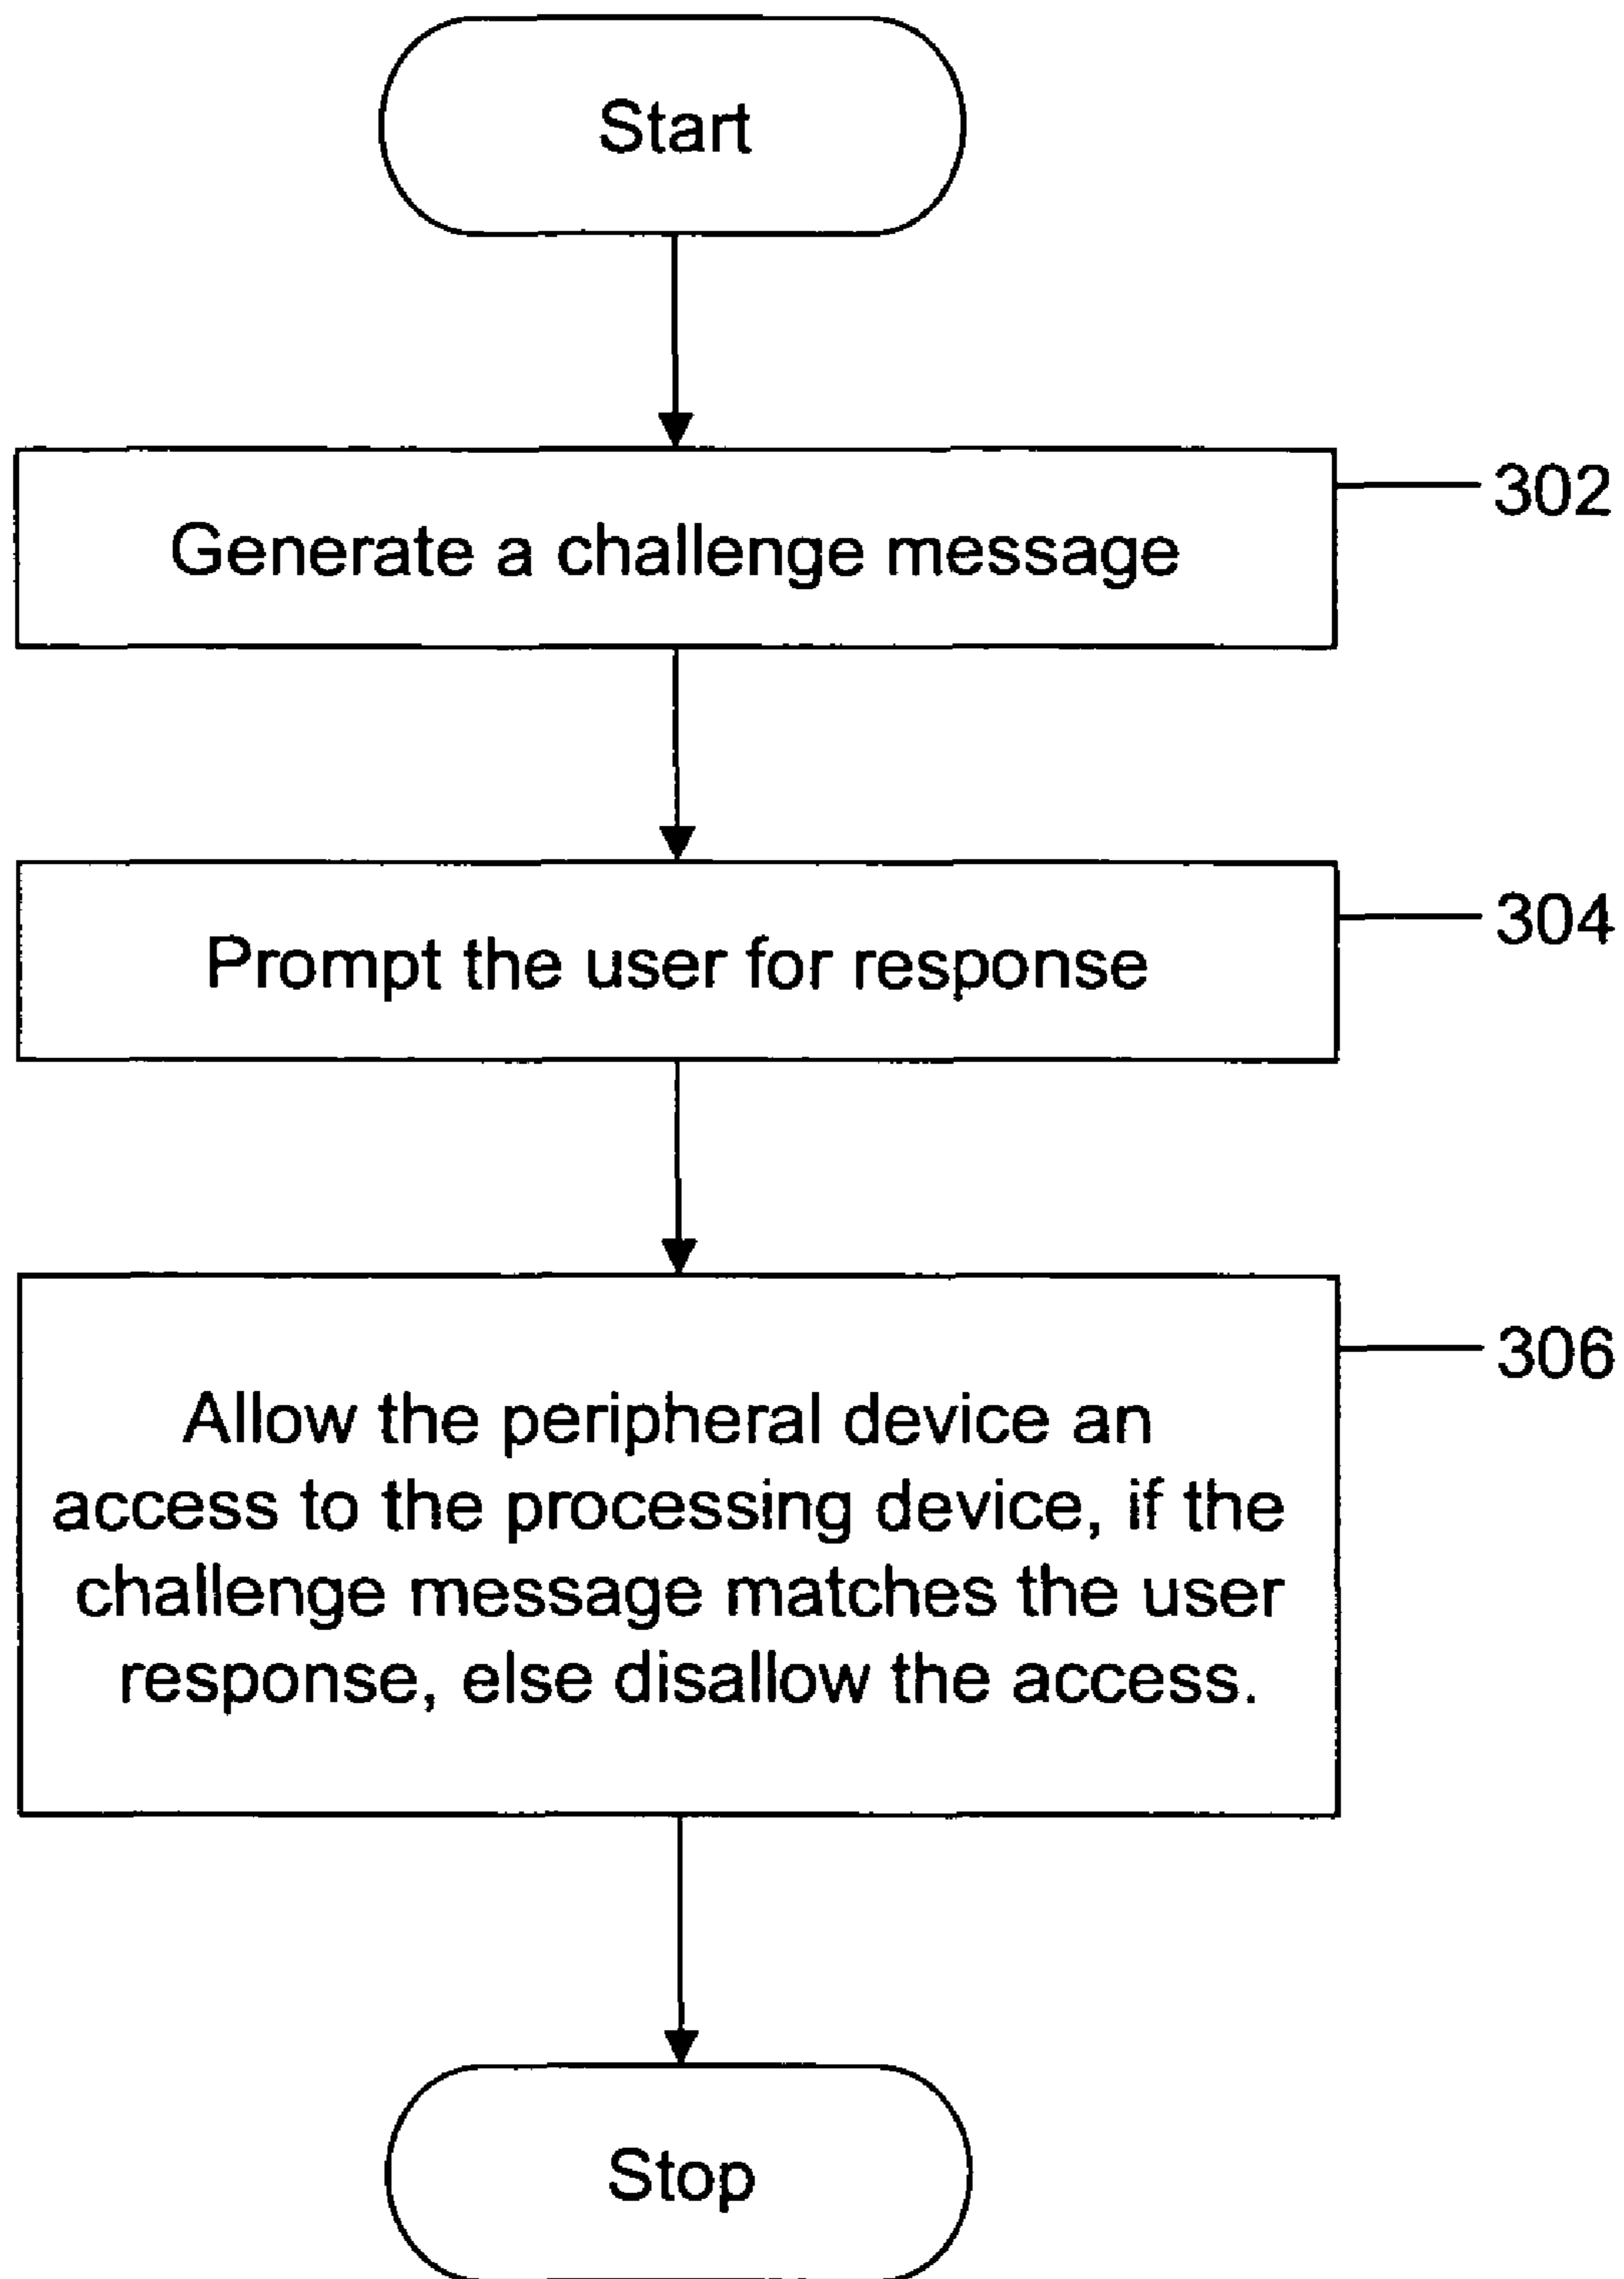 Start
Generate a challenge message
302
Prompt the user for response
304
Allow the peripheral device an
access to the processing device, if the
challenge message matches the user
response, else disallow the access.
306
Stop